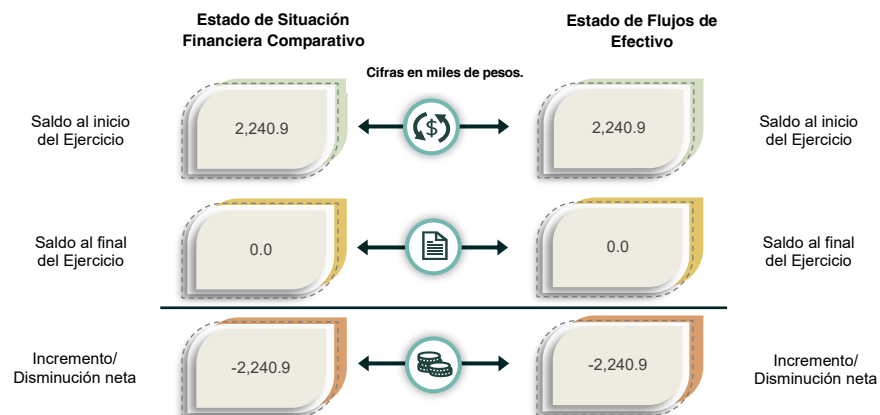 Estado de Situación
Financiera Comparativo
Estado de Flujos de
Efectivo
Cifras en miles de pesos.
Saldo al inicio
del Ejercicio
2,240.9
$
2,240.9
Saldo al inicio
del Ejercicio
Saldo al final
del Ejercicio
0.0
0.0
Saldo al final
del Ejercicio
Incremento/
Disminución neta
-2,240.9
-2,240.9
Incremento/
Disminución neta